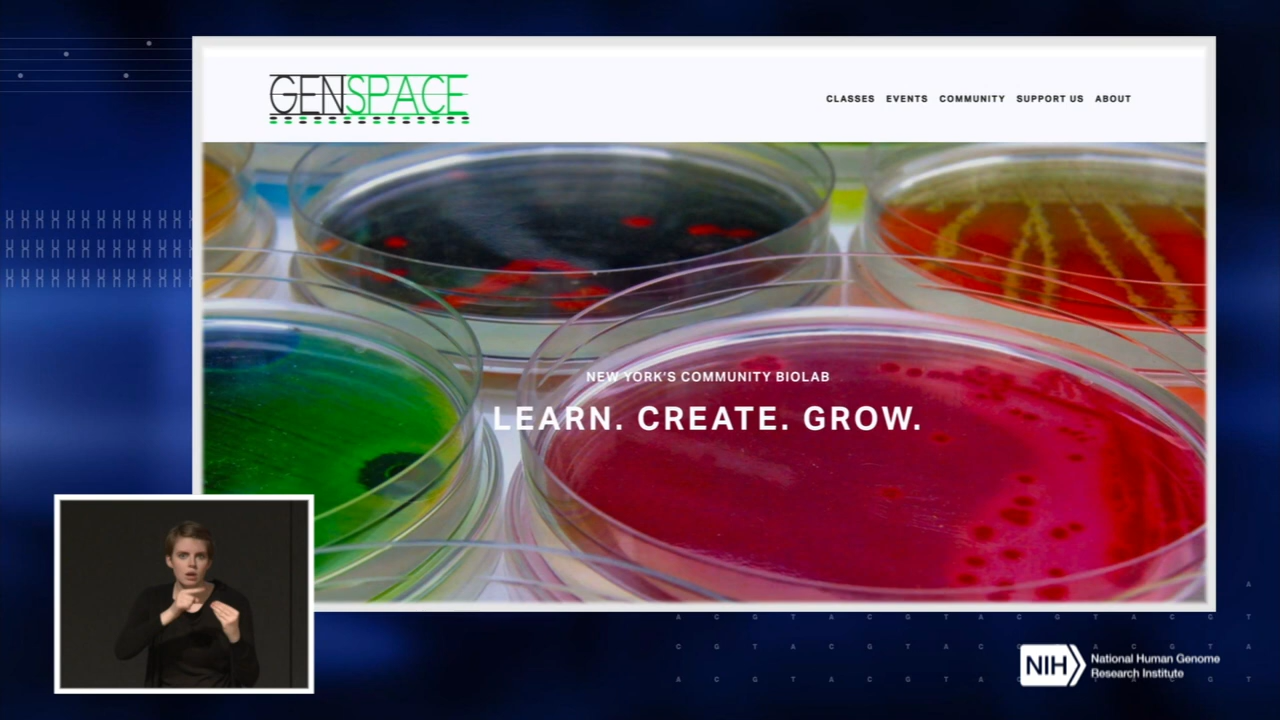 GENSPACE
CLASSES EVENTS COMMUNITY SUPPORT US ABOUT
NEW YORK'S COMMUNITY BIOLAB
LEARN. CREATE. GROW.
A
A C G T A C G T A C G T A C G T
NIH National Human Genome
Research Institute